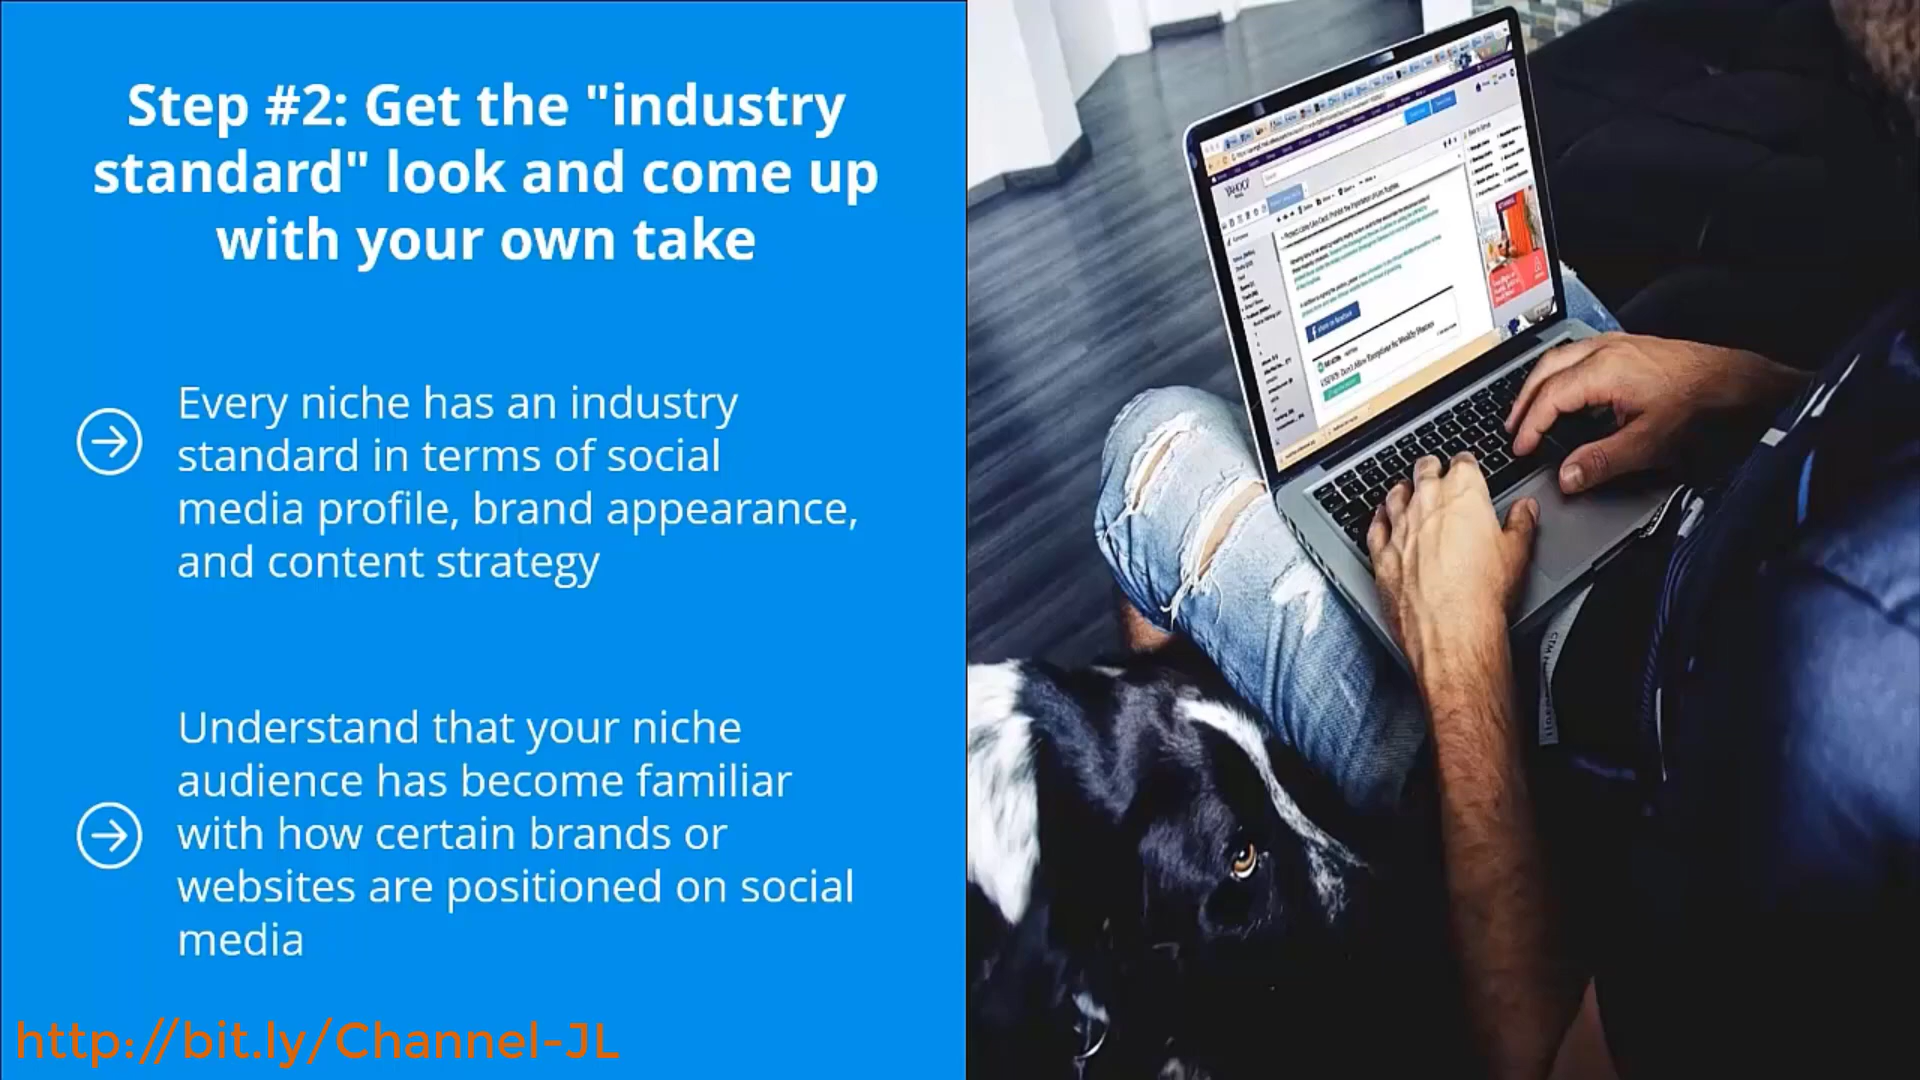 Step #2: Get the "industry
standard" look and come up
with your own take
Every niche has an industry
standard in terms of social
media profile, brand appearance,
and content strategy
Understand that your niche
audience has become familiar
with how certain brands or
websites are positioned on social
media
http://bit.ly/Channel-JL
YAHOO!